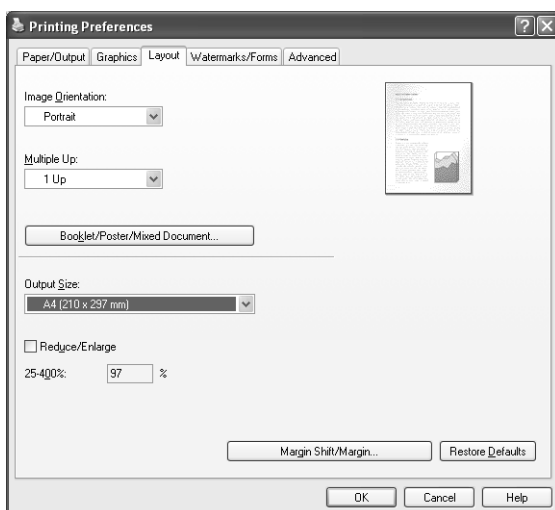 Printing Preferences
Paper/Output Graphics Layout Watermarks/Forms Advanced
Image Orientation:
Portrait
Multiple Up:
1 Up
Booklet/Poster/Mixed Document...
Output Size:
A4 (210 x 297 mm)
Reduce/Enlarge
25-400%: 97 %
Margin Shift/Margin... Restore Defaults
OK Cancel Help